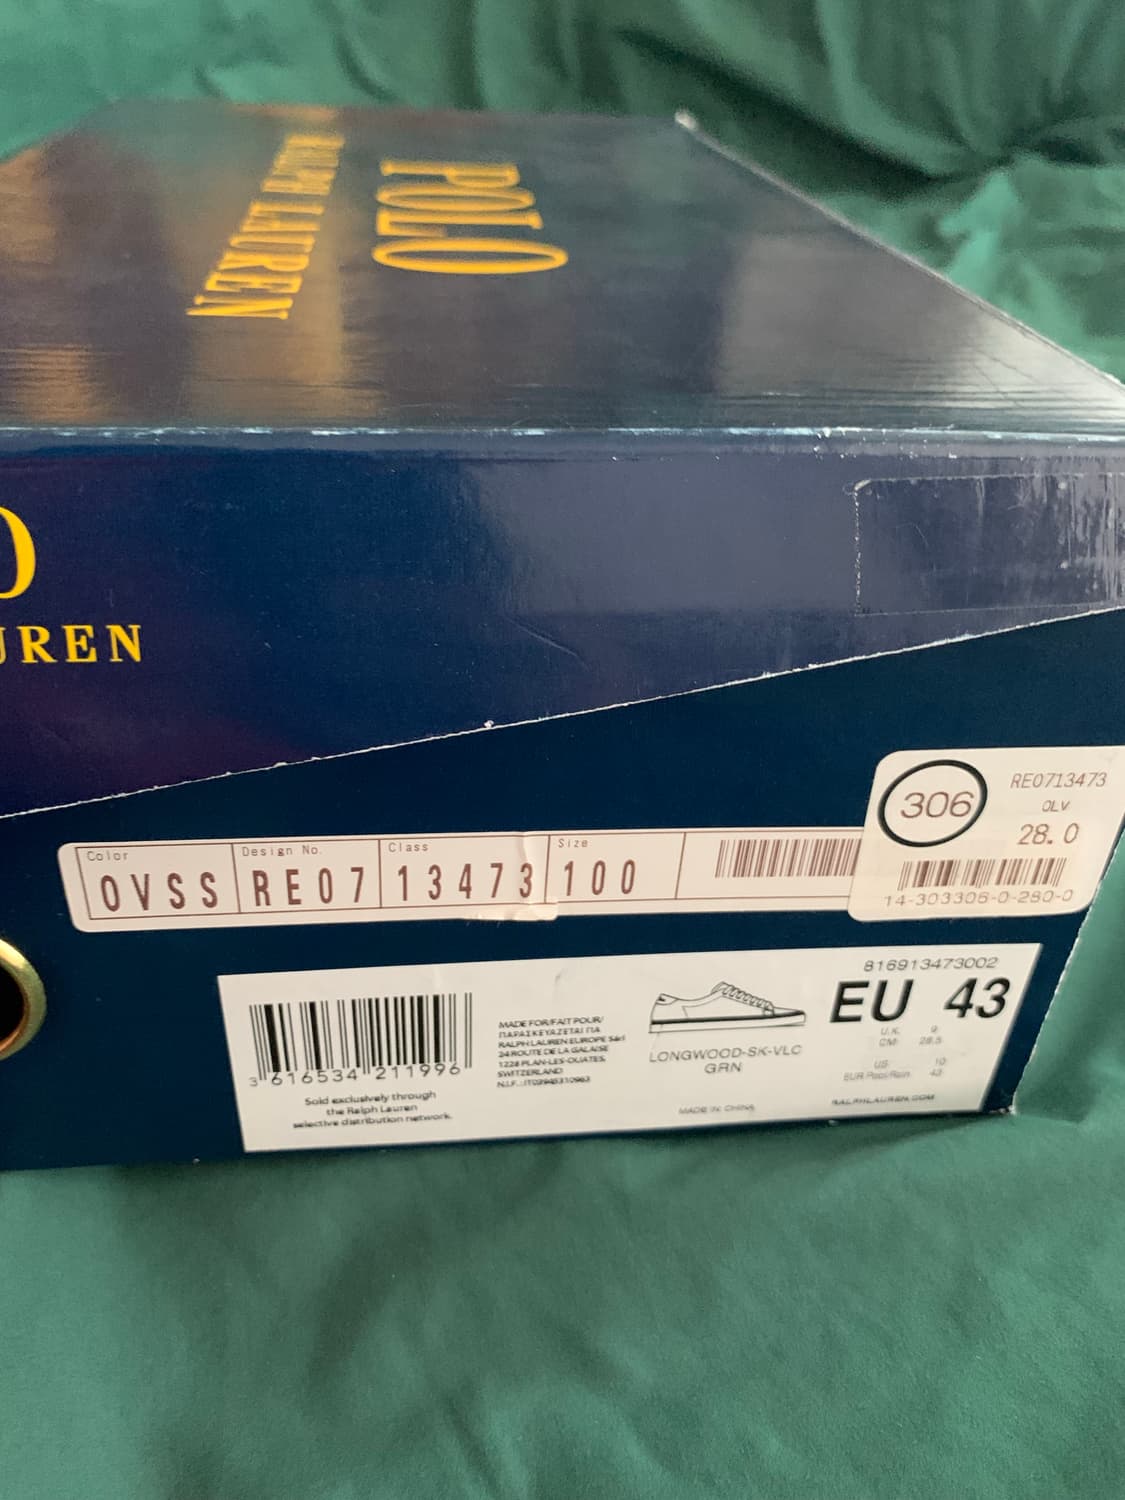 POLO
RALPH LAUREN
O
UREN
306
RE0713473
OLV
28.0
14-303306-0-280-0
Color
OVSS
Design No.
RE07
Class
13473
Size
100
3 616534 211996
Sold exclusively through
the Ralph Lauren
selective distribution network.
MADE FOR/FAIT POUR/
ΠΑΡΑΣΚΕΥΑΖΕΤΑΙ ΓΙΑ
RALPH LAUREN EUROPE Sàrl
24 ROUTE DE LA GALAISE
1228 PLAN-LES-OUATES,
SWITZERLAND
LONGWOOD-SK-VLC
GRN
MADE IN CHINA
816913473002
EU 43
U.K. 9
CM: 28.5
US: 10
43
RALPHLAUREN.COM